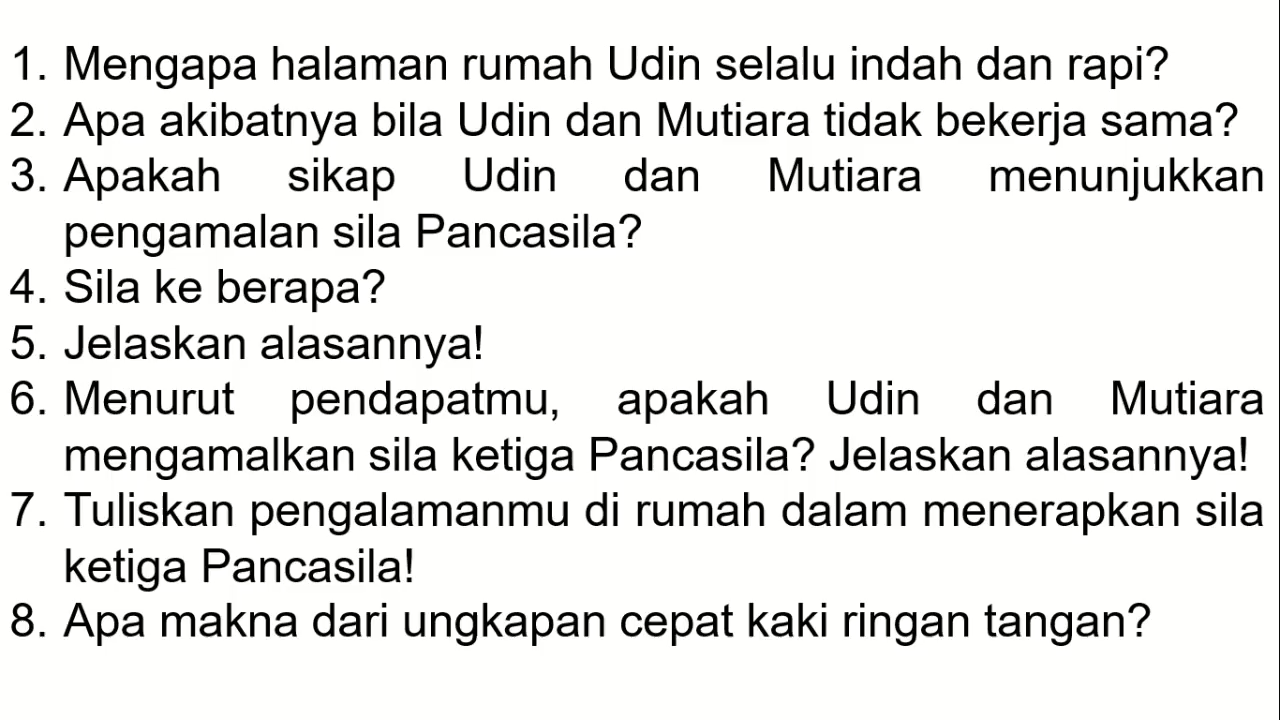 1. Mengapa halaman rumah Udin selalu indah dan rapi?
2. Apa akibatnya bila Udin dan Mutiara tidak bekerja sama?
3. Apakah sikap Udin dan Mutiara menunjukkan
pengamalan sila Pancasila?
4. Sila ke berapa?
5. Jelaskan alasannya!
6. Menurut pendapatmu, apakah Udin dan Mutiara
mengamalkan sila ketiga Pancasila? Jelaskan alasannya!
7. Tuliskan pengalamanmu di rumah dalam menerapkan sila
ketiga Pancasila!
8. Apa makna dari ungkapan cepat kaki ringan tangan?